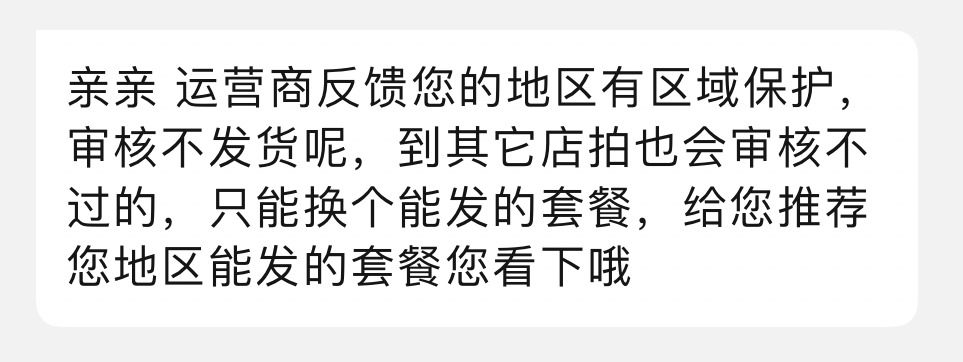 亲亲 运营商反馈您的地区有区域保护，
审核不发货呢，到其它店拍也会审核不
过的，只能换个能发的套餐，给您推荐
您地区能发的套餐您看下哦